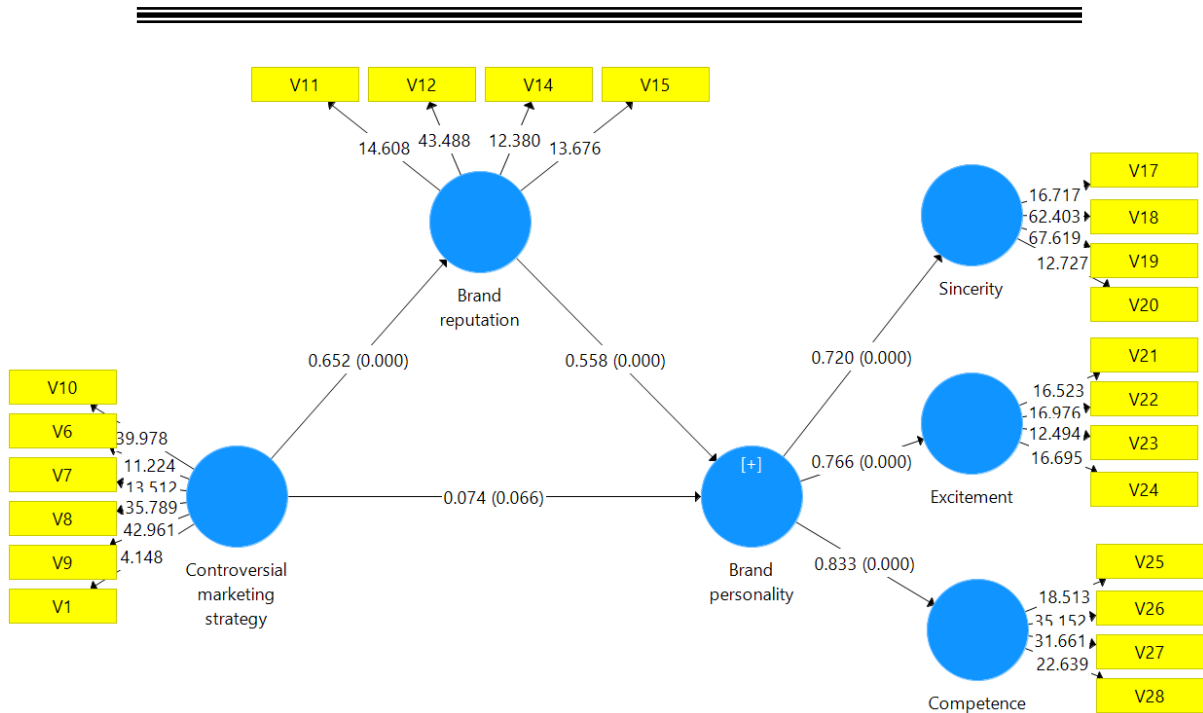 V11
V12
V14
V15
14.608
43.488
12.380
13.676
Brand
reputation
0.652 (0.000)
0.558 (0.000)
V10
V6
V7
V8
V9
V1
39.978
11.224
13.512
35.789
42.961
4.148
Controversial
marketing
strategy
0.074 (0.066)
[+]
Brand
personality
0.720 (0.000)
0.766 (0.000)
0.833 (0.000)
Sincerity
16.717
62.403
67.619
12.727
V17
V18
V19
V20
Excitement
16.523
16.976
12.494
16.695
V21
V22
V23
V24
Competence
18.513
35.152
31.661
22.639
V25
V26
V27
V28